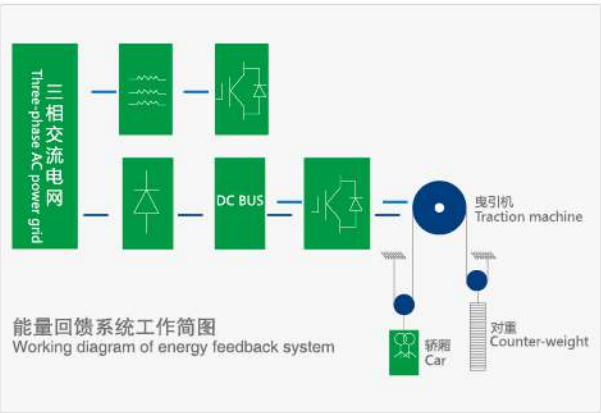 三相交流电网
Three-phase AC power grid
DC BUS
曳引机
Traction machine
能量回馈系统工作简图
Working diagram of energy feedback system
轿厢
Car
对重
Counter-weight